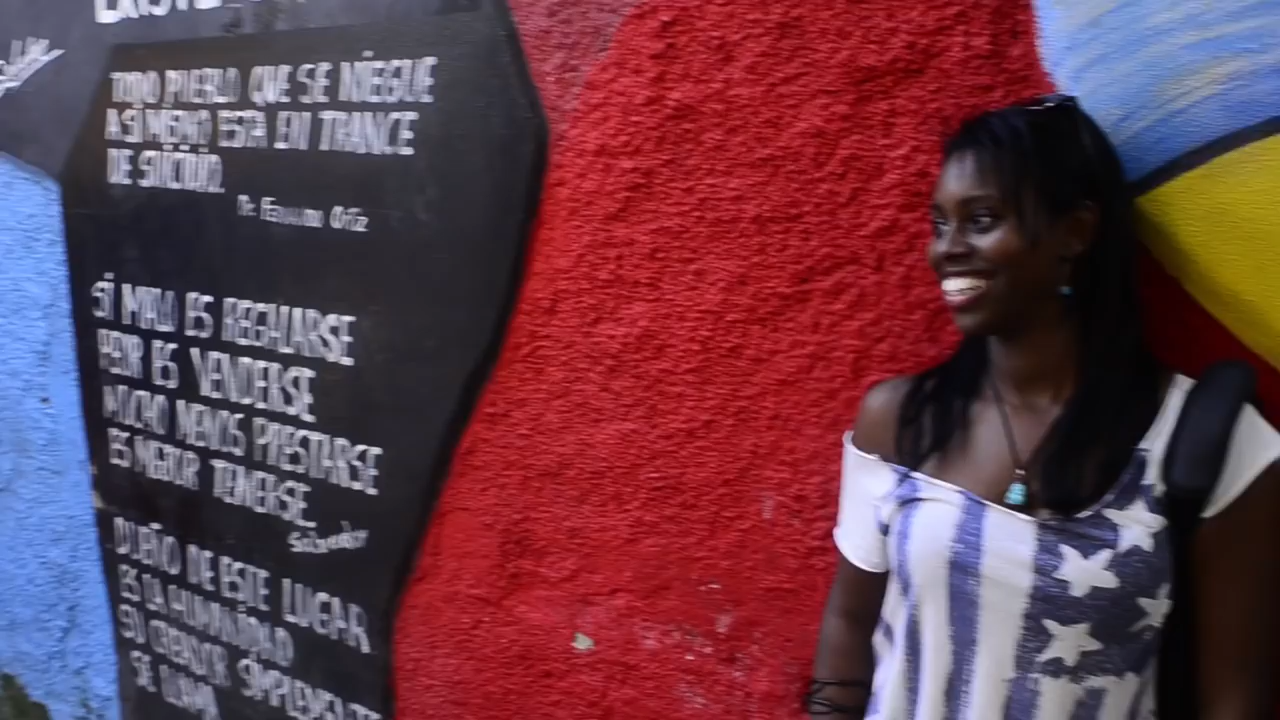 TODO PUEBLO QUE SE NIEGUE
A SI MISMO ESTA EN TRANCE
DE SUICIDIO.
Dr. Fernando Ortiz
SI MALO ES REGALARSE
PEOR ES VENDERSE
MUCHO MENOS PRESTARSE
ES MEJOR TENERSE.
Salvador
DUEÑO DE ESTE LUGAR
ES LA HUMANIDAD
SU CREADOR SIMPLEMENTE
SE LLAMA